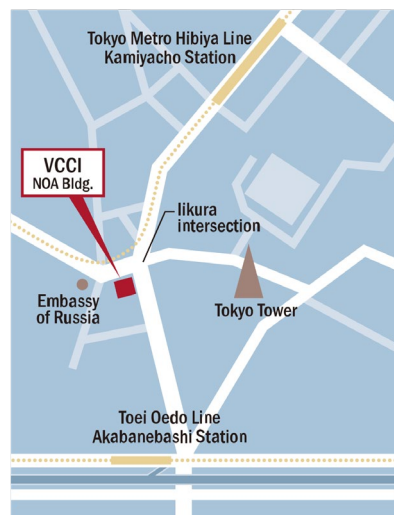 Tokyo Metro Hibiya Line
Kamiyacho Station
VCCI
NOA Bldg.
Iikura
intersection
Embassy
of Russia
Tokyo Tower
Toei Oedo Line
Akabanebashi Station